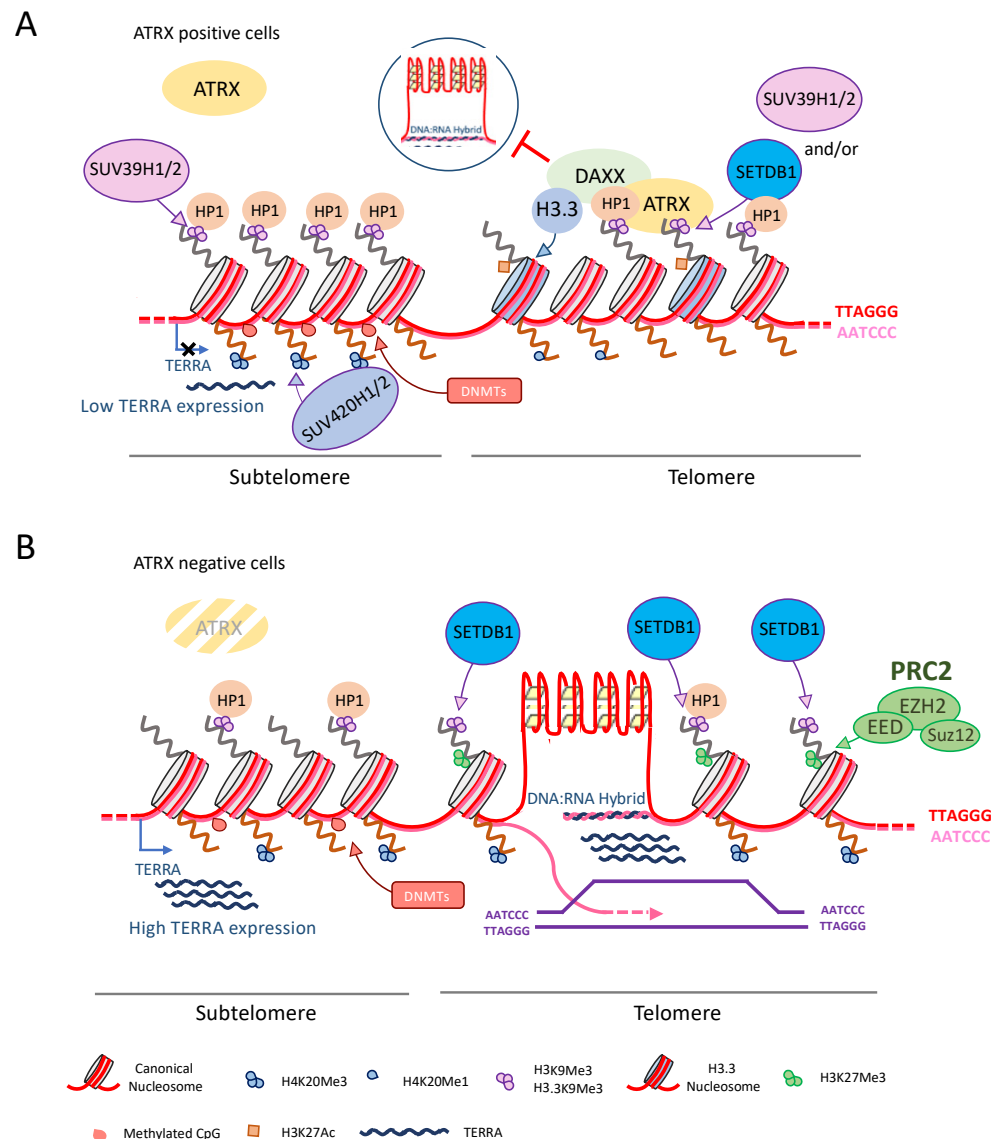 A
ATRX positive cells
ATRX
DNA:RNA Hybrid
SUV39H1/2
and/or
SETDB1
SUV39H1/2
DAXX
H3.3
HP1
ATRX
HP1
HP1
HP1
HP1
HP1
TTAGGG
AATCCC
TERRA
Low TERRA expression
SUV420H1/2
DNMTs
Subtelomere
Telomere
B
ATRX negative cells
ATRX
SETDB1
SETDB1
SETDB1
PRC2
EZH2
EED
Suz12
HP1
HP1
HP1
DNA:RNA Hybrid
TTAGGG
AATCCC
TERRA
High TERRA expression
DNMTs
AATCCC
TTAGGG
AATCCC
TTAGGG
Subtelomere
Telomere
Canonical
Nucleosome
H4K20Me3
H4K20Me1
H3K9Me3
H3.3K9Me3
H3.3
Nucleosome
H3K27Me3
Methylated CpG
H3K27Ac
TERRA